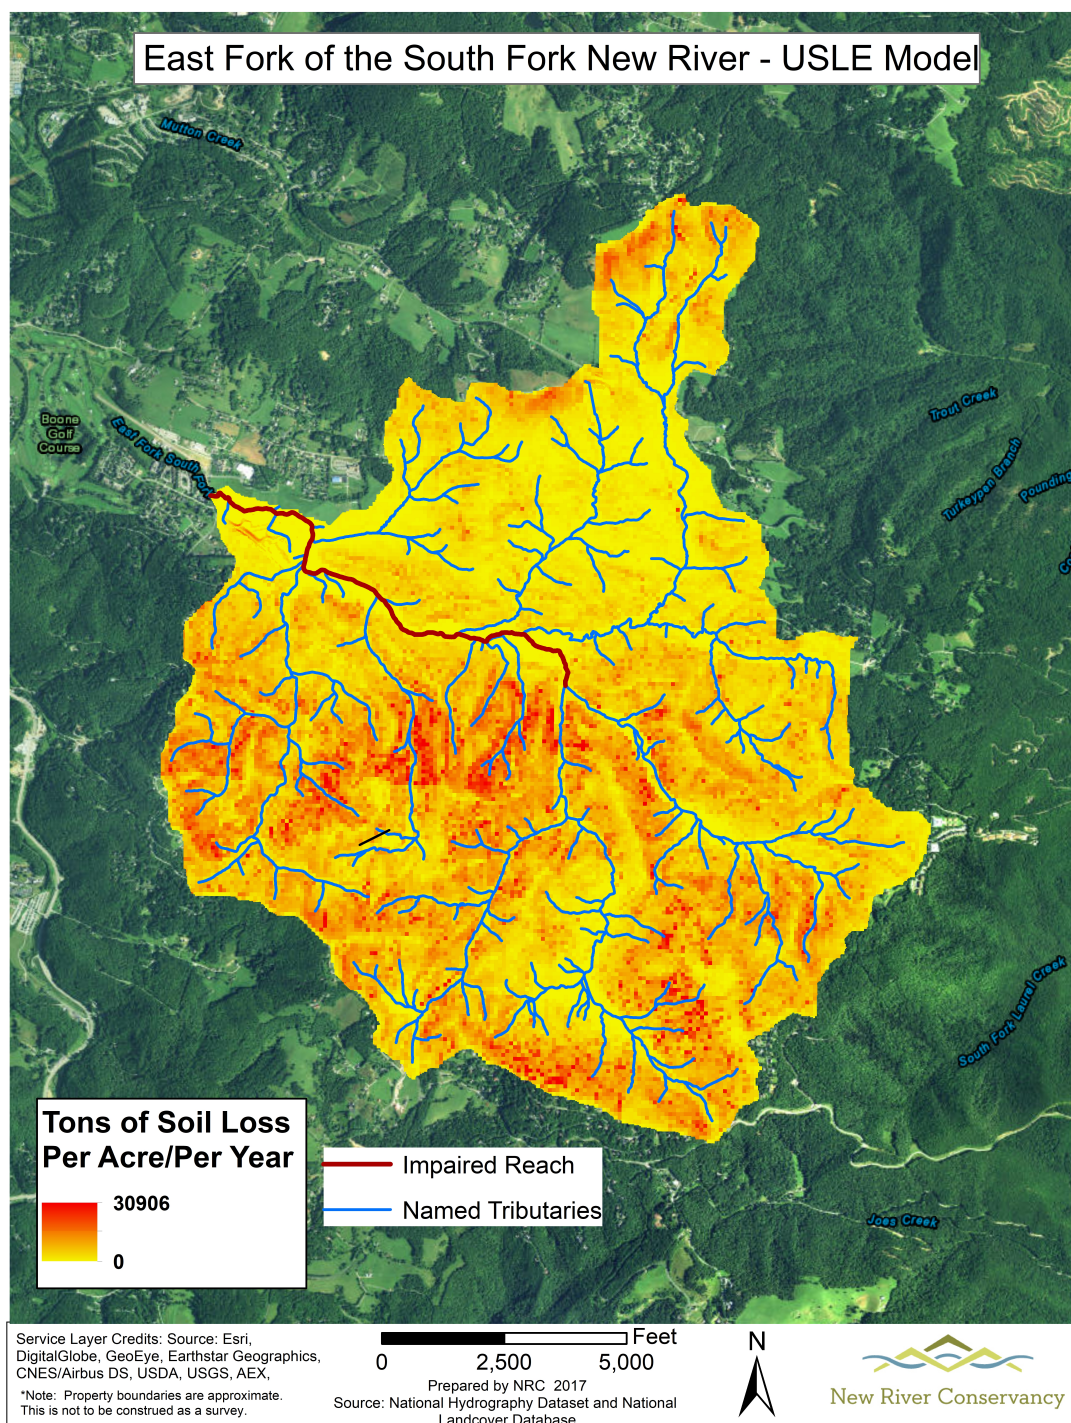 East Fork of the South Fork New River - USLE Model
Mutton Creek
Trout Creek
Boone
Golf
Course
East Fork South Fork
Turkeypen Branch
Pounding
Co
South Fork Laurel Creek
Joes Creek
Tons of Soil Loss
Per Acre/Per Year
30906
0
Impaired Reach
Named Tributaries
Service Layer Credits: Source: Esri,
DigitalGlobe, GeoEye, Earthstar Geographics,
CNES/Airbus DS, USDA, USGS, AEX,
*Note: Property boundaries are approximate.
This is not to be construed as a survey.
Feet
0 2,500 5,000
Prepared by NRC 2017
Source: National Hydrography Dataset and National
Landcover Database
N
New River Conservancy